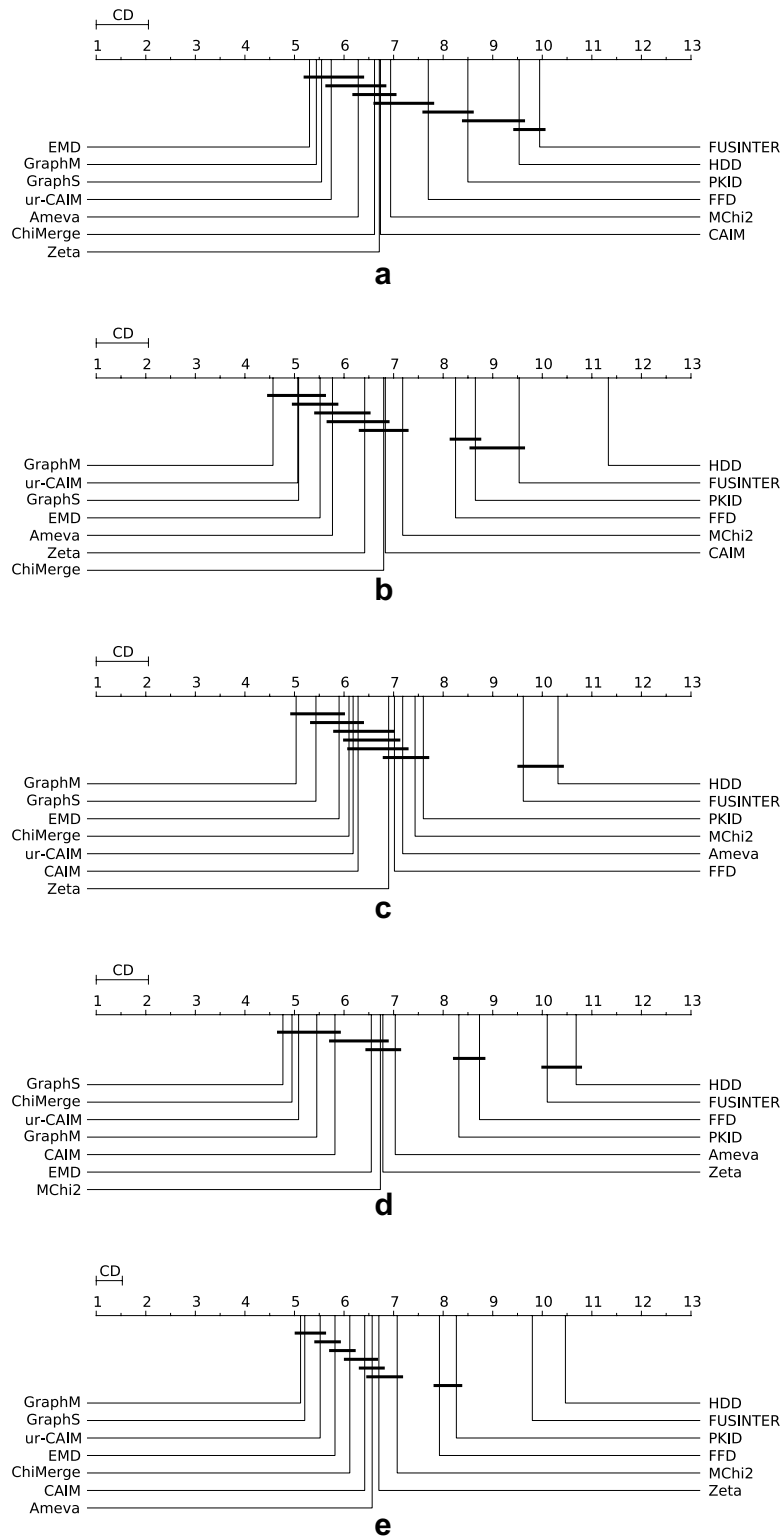 CD
1 2 3 4 5 6 7 8 9 10 11 12 13
EMD FUSINTER
GraphM HDD
GraphS PKID
ur-CAIM FFD
Ameva MChi2
ChiMerge CAIM
Zeta
a
CD
1 2 3 4 5 6 7 8 9 10 11 12 13
GraphM HDD
ur-CAIM FUSINTER
GraphS PKID
EMD FFD
Ameva MChi2
Zeta CAIM
ChiMerge
b
CD
1 2 3 4 5 6 7 8 9 10 11 12 13
GraphM HDD
GraphS FUSINTER
EMD PKID
ChiMerge MChi2
ur-CAIM Ameva
CAIM FFD
Zeta
c
CD
1 2 3 4 5 6 7 8 9 10 11 12 13
GraphS HDD
ChiMerge FUSINTER
ur-CAIM FFD
GraphM PKID
CAIM Ameva
EMD Zeta
MChi2
d
CD
1 2 3 4 5 6 7 8 9 10 11 12 13
GraphM HDD
GraphS FUSINTER
ur-CAIM PKID
EMD FFD
ChiMerge MChi2
CAIM Zeta
Ameva
e